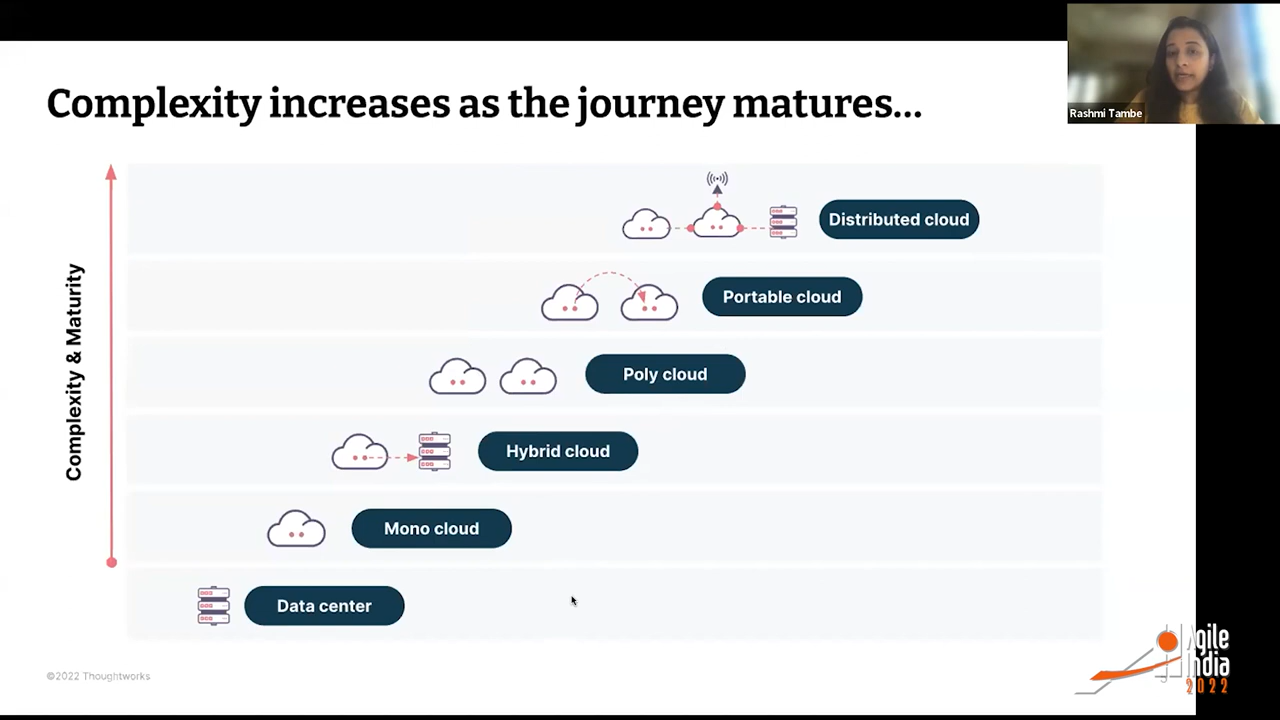 Complexity increases as the journey matures...
Rashmi Tambe
Complexity & Maturity
Distributed cloud
Portable cloud
Poly cloud
Hybrid cloud
Mono cloud
Data center
©2022 Thoughtworks
Agile
India
2022